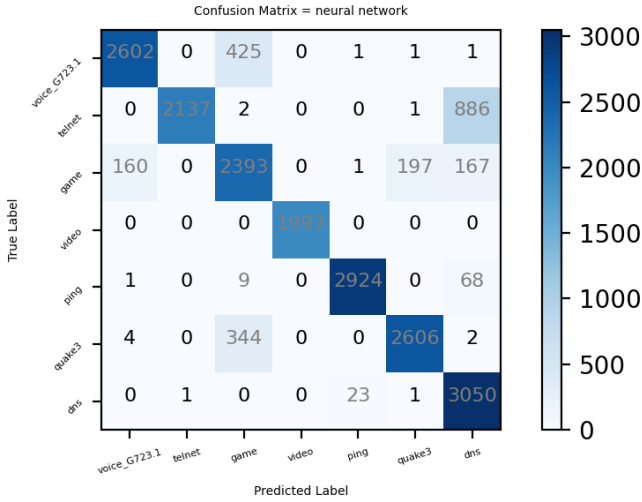 Confusion Matrix = neural network
True Label
voice_G723.1 2602 0 425 0 1 1 1
telnet 0 2137 2 0 0 1 886
game 160 0 2393 0 1 197 167
video 0 0 0 1993 0 0 0
ping 1 0 9 0 2924 0 68
quake3 4 0 344 0 0 2606 2
dns 0 1 0 0 23 1 3050
voice_G723.1 telnet game video ping quake3 dns
Predicted Label
3000
2500
2000
1500
1000
500
0